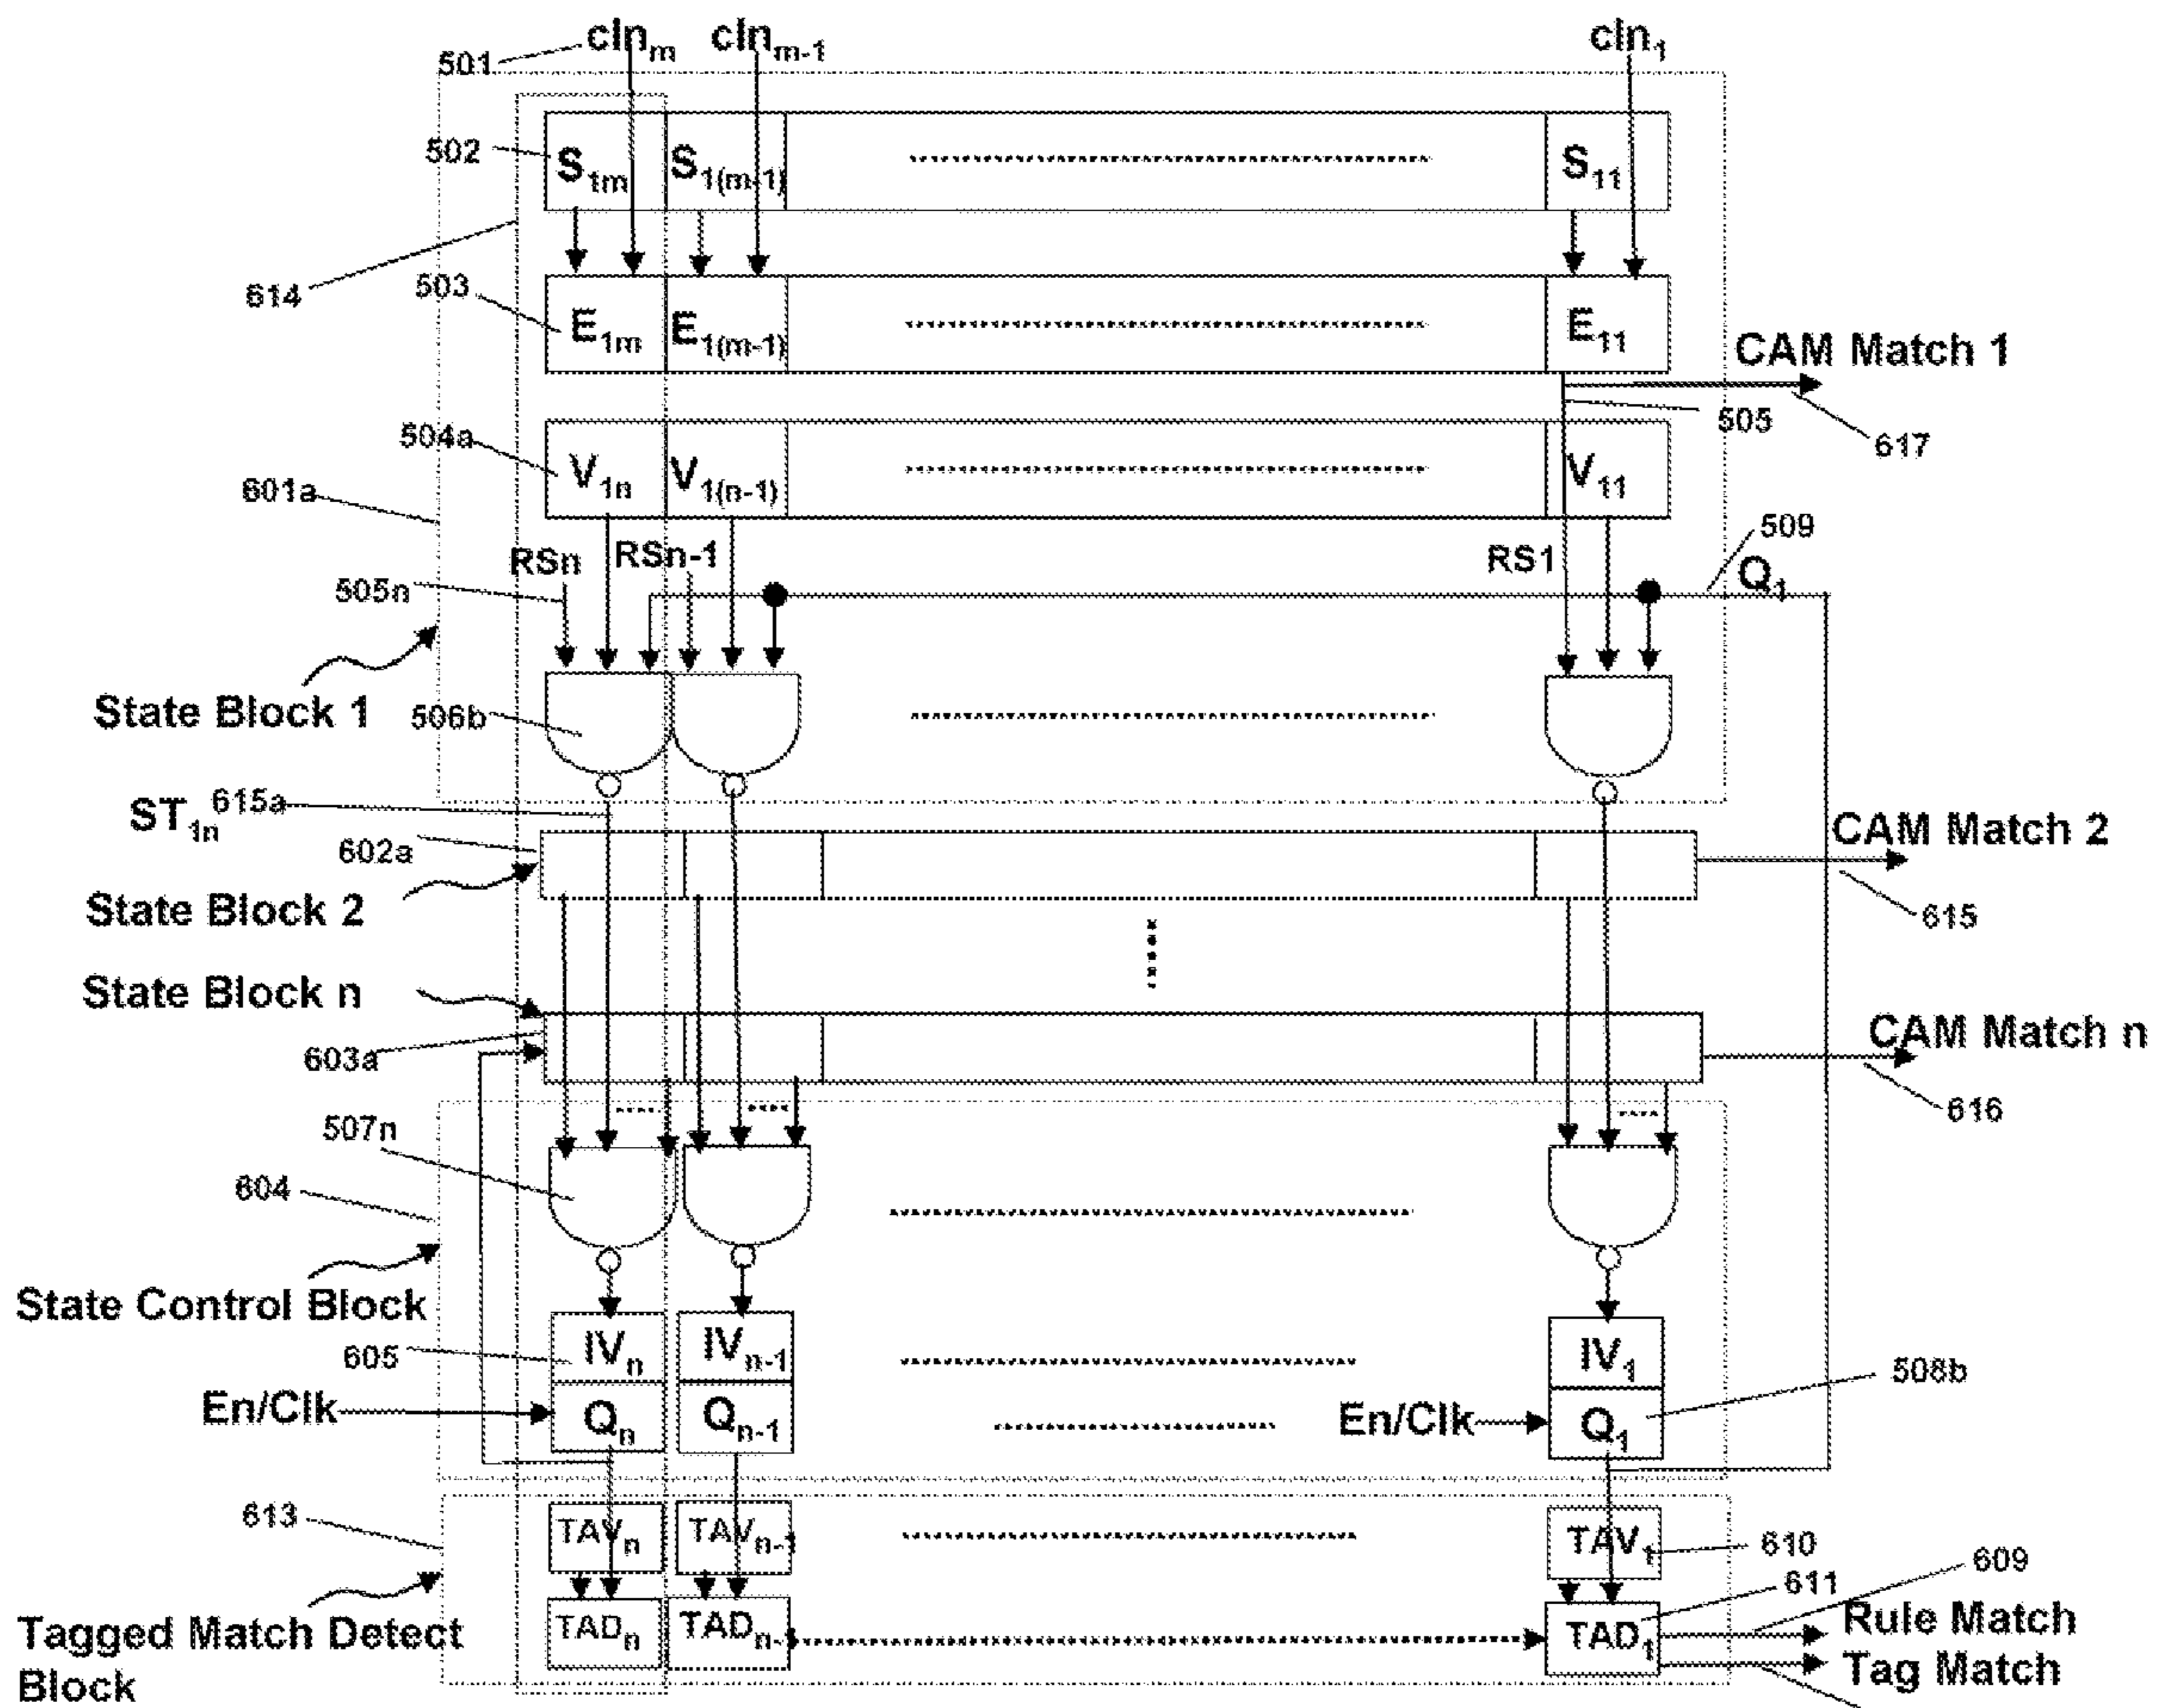 cIn_m cIn_m-1 cIn_1
501
502 S_1m S_1(m-1) S_11
614 503 E_1m E_1(m-1) E_11
CAM Match 1
505
617
504a V_1n V_1(n-1) V_11
601a
509
RSn RSn-1 RS1 Q_1
505n
State Block 1 506b
ST_1n 615a
602a CAM Match 2
State Block 2 615
State Block n
603a CAM Match n
616
507n
604
State Control Block
605 IV_n IV_n-1 IV_1
508b
En/Clk Q_n Q_n-1 En/Clk Q_1
613 TAV_n TAV_n-1 TAV_1 610
609
611
Tagged Match Detect Block TAD_n TAD_n-1 TAD_1 Rule Match
Tag Match